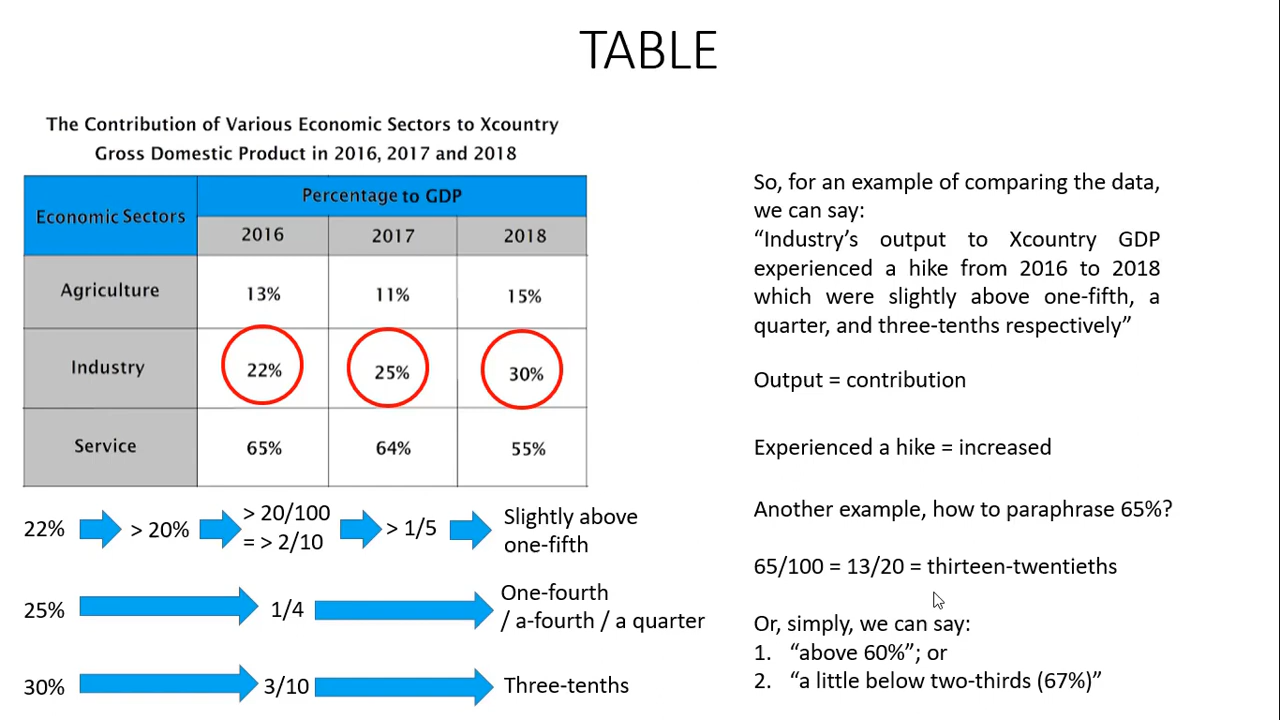 TABLE
The Contribution of Various Economic Sectors to Xcountry
Gross Domestic Product in 2016, 2017 and 2018
Economic Sectors
Percentage to GDP
2016 2017 2018
Agriculture 13% 11% 15%
Industry 22% 25% 30%
Service 65% 64% 55%
22% > 20% > 20/100
= > 2/10 > 1/5 Slightly above
one-fifth
25% 1/4 One-fourth
/ a-fourth / a quarter
30% 3/10 Three-tenths
So, for an example of comparing the data,
we can say:
“Industry’s output to Xcountry GDP
experienced a hike from 2016 to 2018
which were slightly above one-fifth, a
quarter, and three-tenths respectively”
Output = contribution
Experienced a hike = increased
Another example, how to paraphrase 65%?
65/100 = 13/20 = thirteen-twentieths
Or, simply, we can say:
1. “above 60%”; or
2. “a little below two-thirds (67%)”